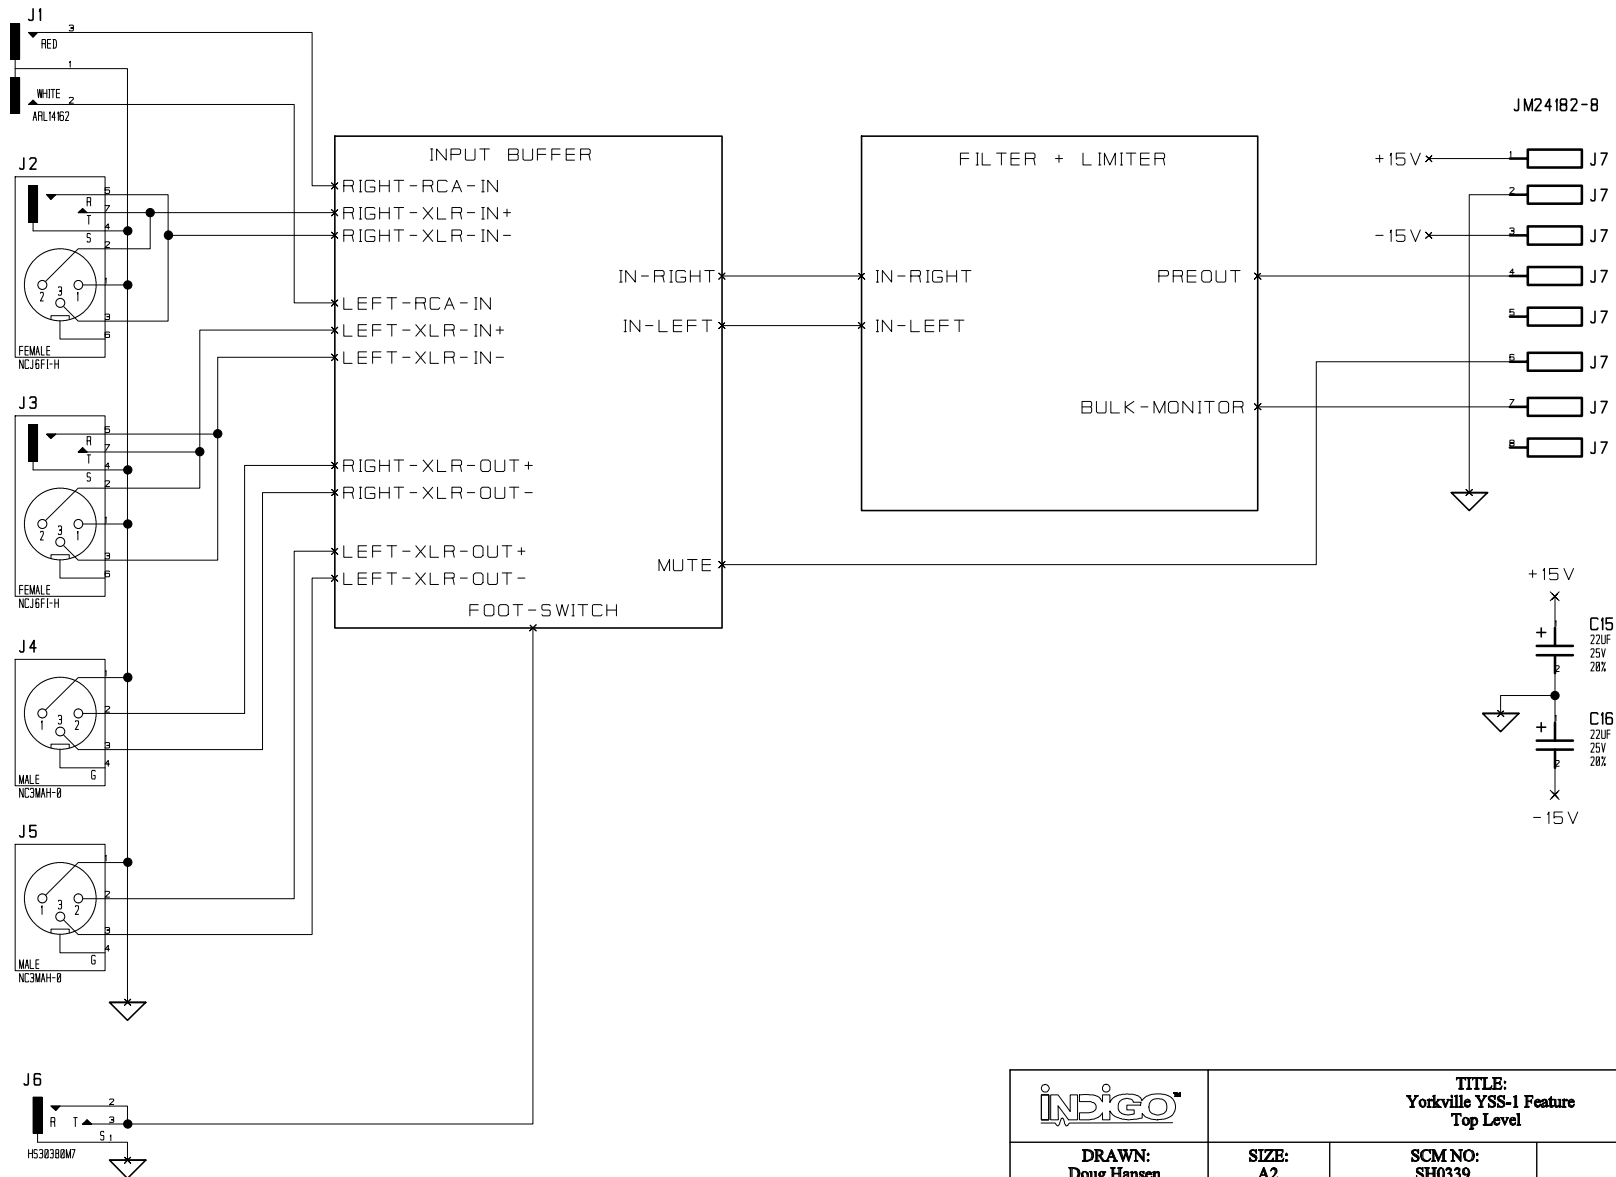 J1
3
RED
1
WHITE
2
ARL14162
J2
5
R
7
T
4
S
2
1
2 3 1
3
6
FEMALE
NCJ6FI-H
J3
5
R
7
T
4
S
2
1
2 3 1
3
6
FEMALE
NCJ6FI-H
J4
1
2
1 3 2
3
4
G
MALE
NC3MAH-0
J5
1
2
1 3 2
3
4
G
MALE
NC3MAH-0
J6
2
R T 3
S 1
HS30380M7
INPUT BUFFER
RIGHT-RCA-IN
RIGHT-XLR-IN+
RIGHT-XLR-IN-
IN-RIGHT
LEFT-RCA-IN
IN-LEFT
LEFT-XLR-IN+
LEFT-XLR-IN-
RIGHT-XLR-OUT+
RIGHT-XLR-OUT-
LEFT-XLR-OUT+
MUTE
LEFT-XLR-OUT-
FOOT-SWITCH
FILTER + LIMITER
IN-RIGHT
PREOUT
IN-LEFT
BULK-MONITOR
JM24182-8
+15V 1 J7
2 J7
-15V 3 J7
4 J7
5 J7
6 J7
7 J7
8 J7
+15V
+ 1
C15
22UF
25V
20%
2
+ 1
C16
22UF
25V
20%
2
-15V
INDIGO™
TITLE:
Yorkville YSS-1 Feature
Top Level
DRAWN:
Doug Hansen
SIZE:
A2
SCM NO:
SH0339